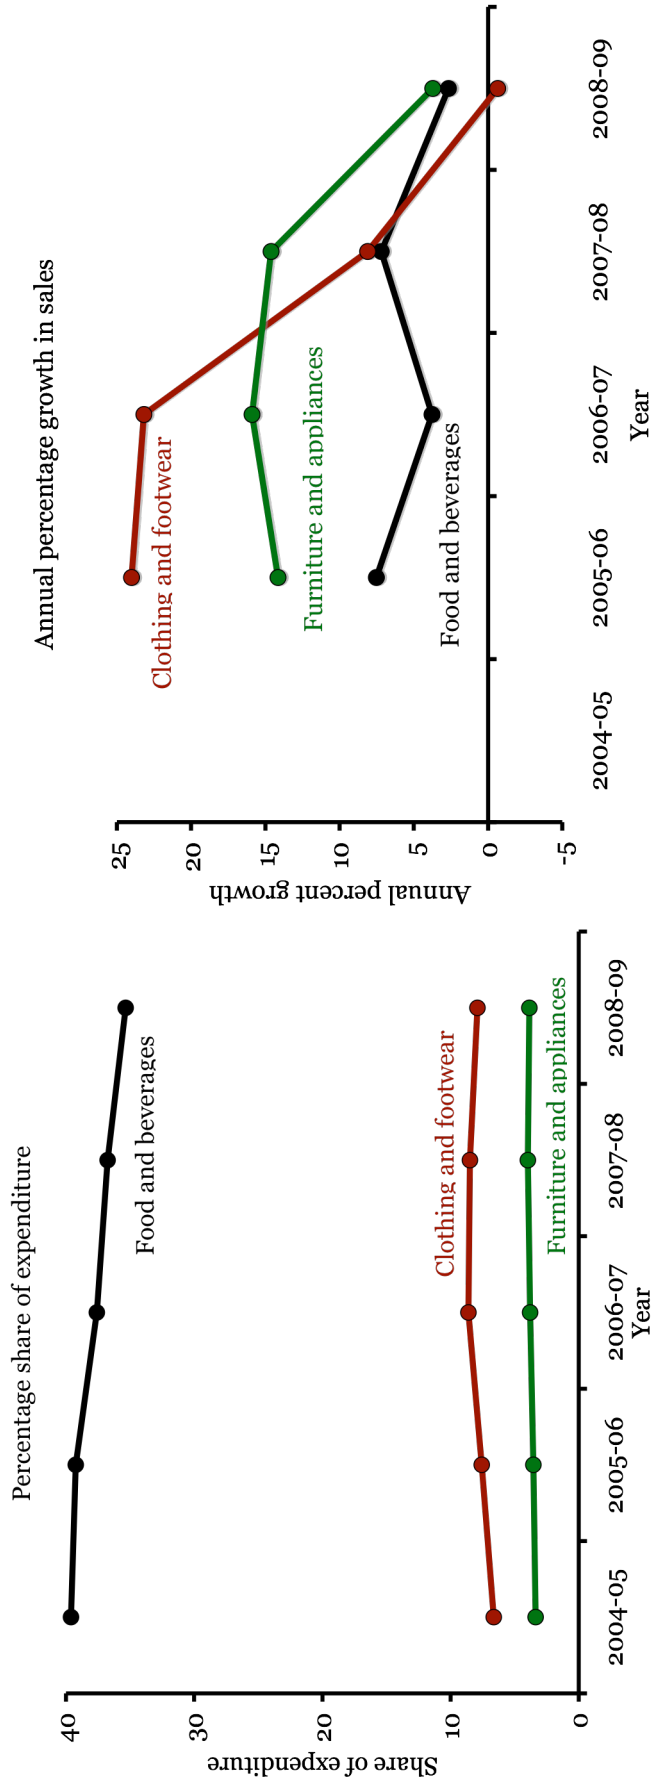 Percentage share of expenditure
Share of expenditure
40
30
20
10
0
Food and beverages
Clothing and footwear
Furniture and appliances
2004-05
2005-06
2006-07
2007-08
2008-09
Year
Annual percentage growth in sales
Annual percent growth
25
20
15
10
5
0
-5
Clothing and footwear
Furniture and appliances
Food and beverages
2004-05
2005-06
2006-07
2007-08
2008-09
Year